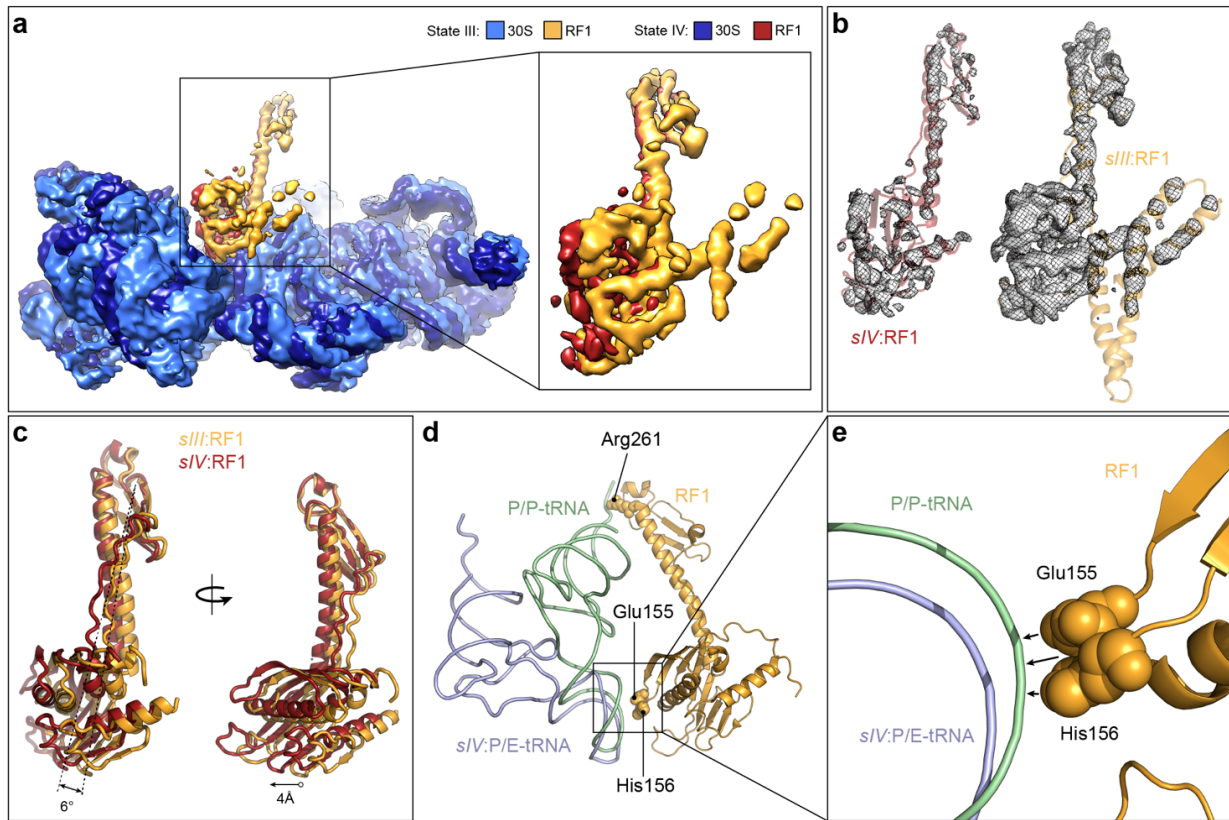 a
State III: 30S RF1 State IV: 30S RF1
b
sIII:RF1
sIV:RF1
c
sIII:RF1
sIV:RF1
6°
4Å
d
Arg261
P/P-tRNA
RF1
Glu155
sIV:P/E-tRNA
His156
e
RF1
P/P-tRNA
Glu155
sIV:P/E-tRNA
His156